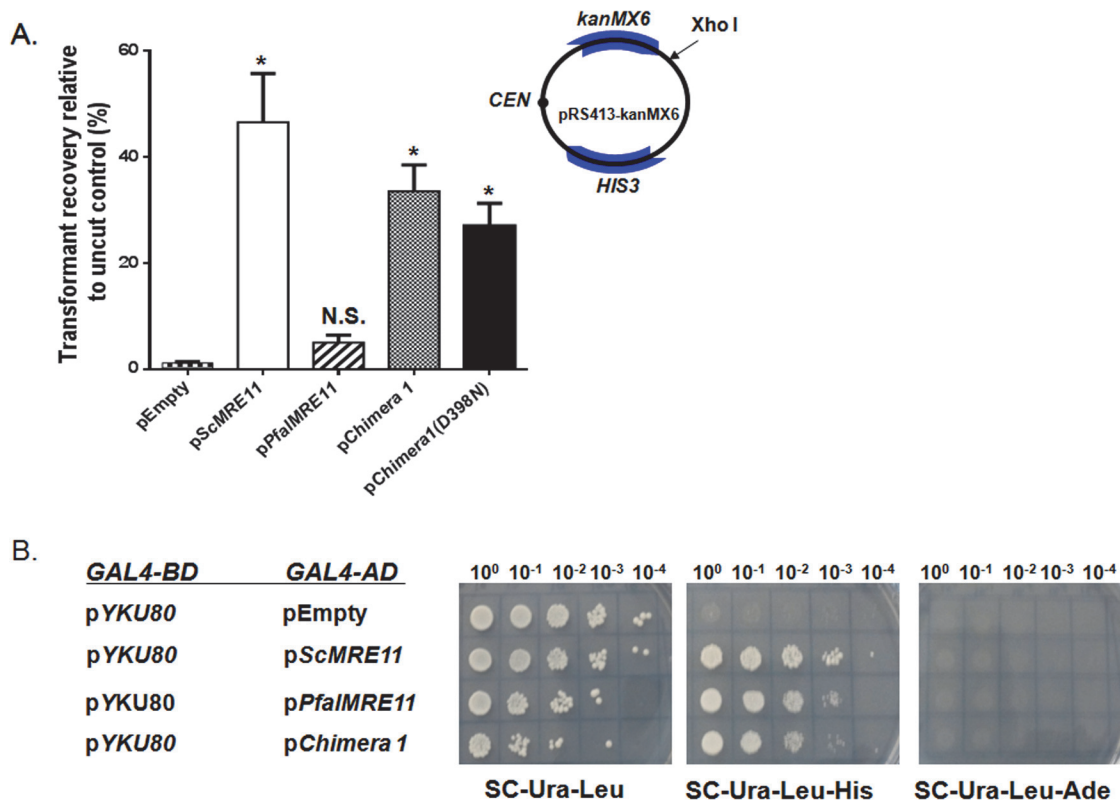 A.
Transformant recovery relative
to uncut control (%)
60
40
20
0
*
N.S.
*
*
pEmpty
pScMRE11
pPfalMRE11
pChimera 1
pChimera1(D398N)
kanMX6
Xho I
CEN
pRS413-kanMX6
HIS3
B.
GAL4-BD GAL4-AD
pYKU80 pEmpty
pYKU80 pScMRE11
pYKU80 pPfalMRE11
pYKU80 pChimera 1
10⁰ 10⁻¹ 10⁻² 10⁻³ 10⁻⁴
10⁰ 10⁻¹ 10⁻² 10⁻³ 10⁻⁴
10⁰ 10⁻¹ 10⁻² 10⁻³ 10⁻⁴
SC-Ura-Leu
SC-Ura-Leu-His
SC-Ura-Leu-Ade